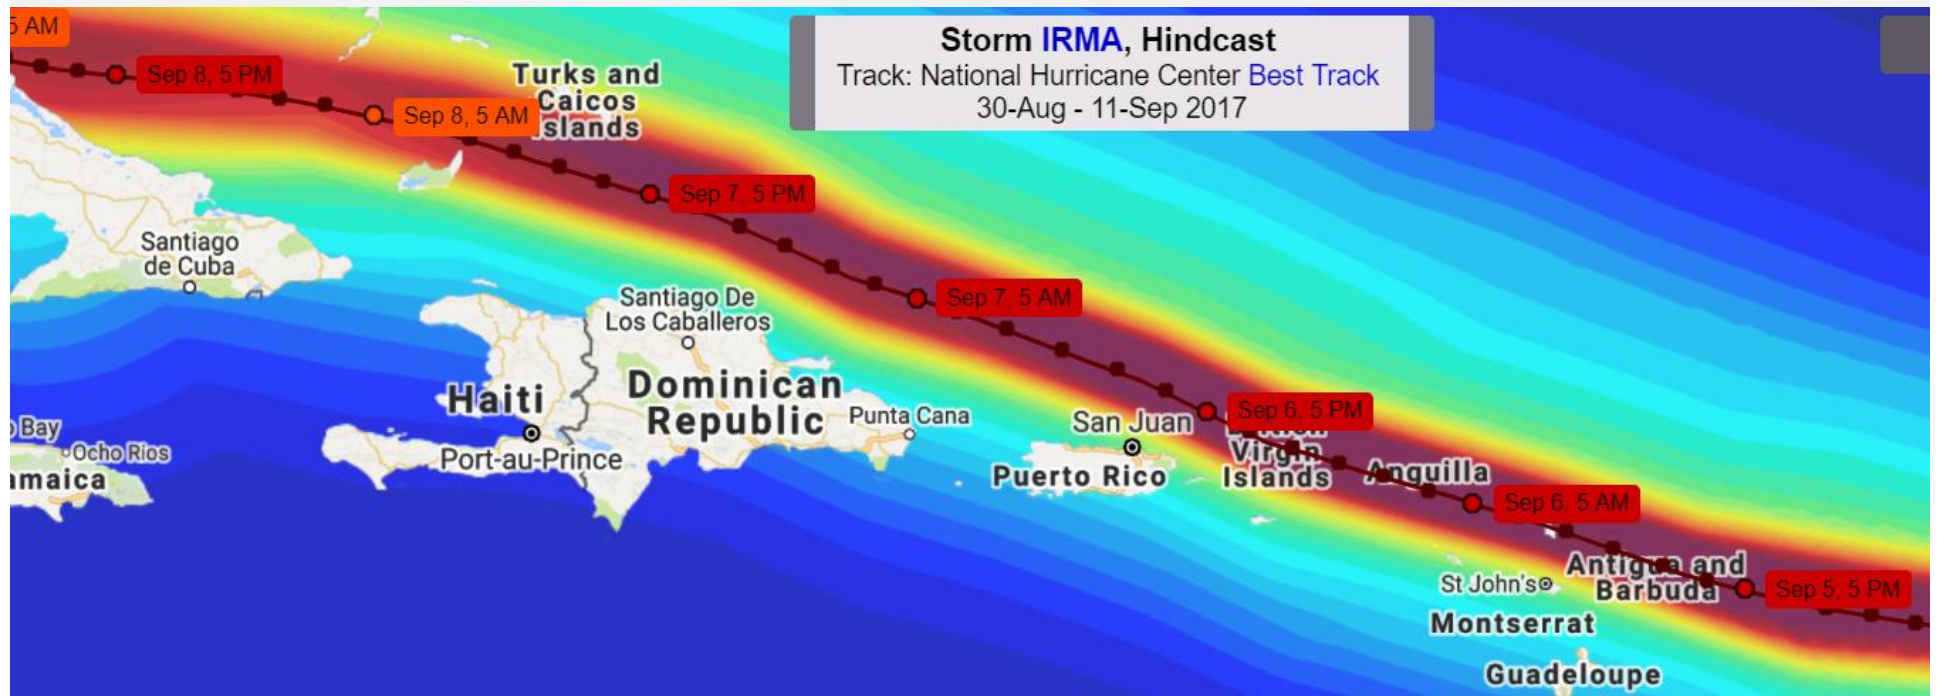 5 AM
Sep 8, 5 PM
Turks and
Caicos
Islands
Sep 8, 5 AM
Storm IRMA, Hindcast
Track: National Hurricane Center Best Track
30-Aug - 11-Sep 2017
Sep 7, 5 PM
Santiago
de Cuba
Santiago De
Los Caballeros
Sep 7, 5 AM
Haiti
Dominican
Republic
Punta Cana
San Juan
Sep 6, 5 PM
Bay
Ocho Rios
Port-au-Prince
Puerto Rico
Virgin
Islands
Anguilla
amaica
Sep 6, 5 AM
St John's
Antigua and
Barbuda
Sep 5, 5 PM
Montserrat
Guadeloupe